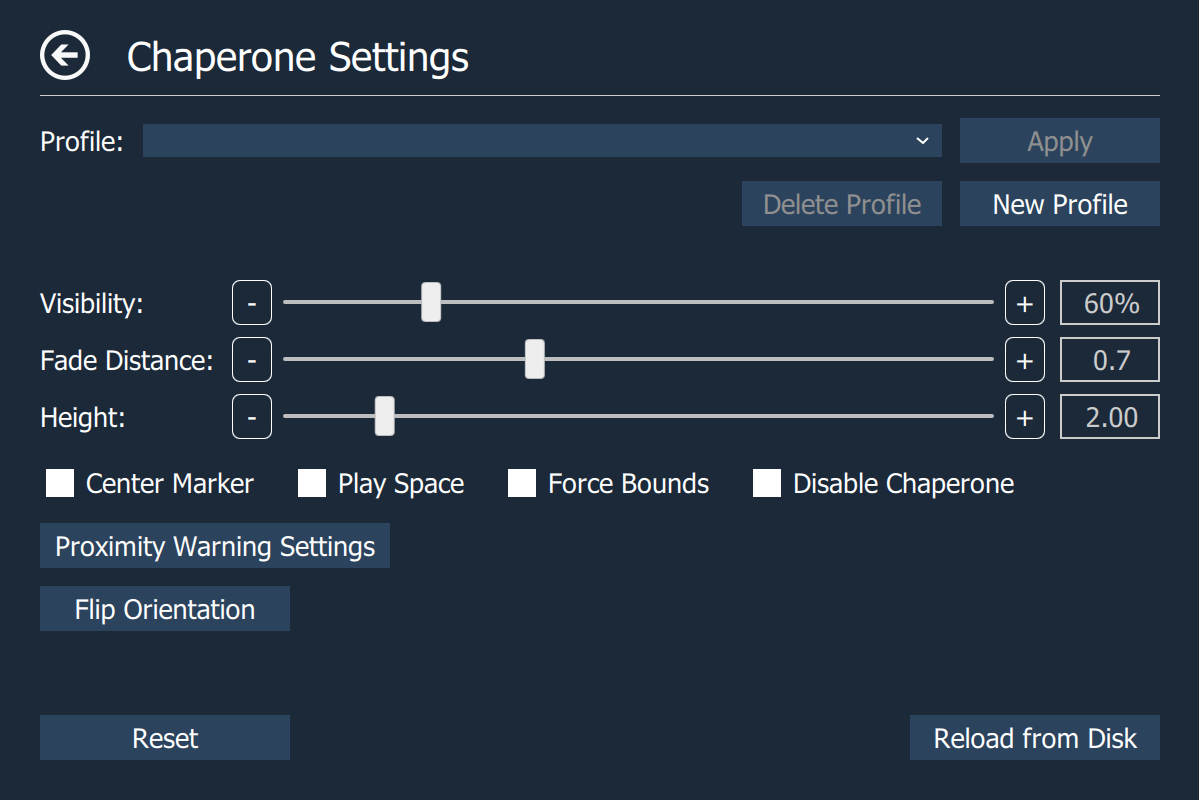 Chaperone Settings
Profile: Apply
Delete Profile New Profile
Visibility: - + 60%
Fade Distance: - + 0.7
Height: - + 2.00
Center Marker Play Space Force Bounds Disable Chaperone
Proximity Warning Settings
Flip Orientation
Reset Reload from Disk